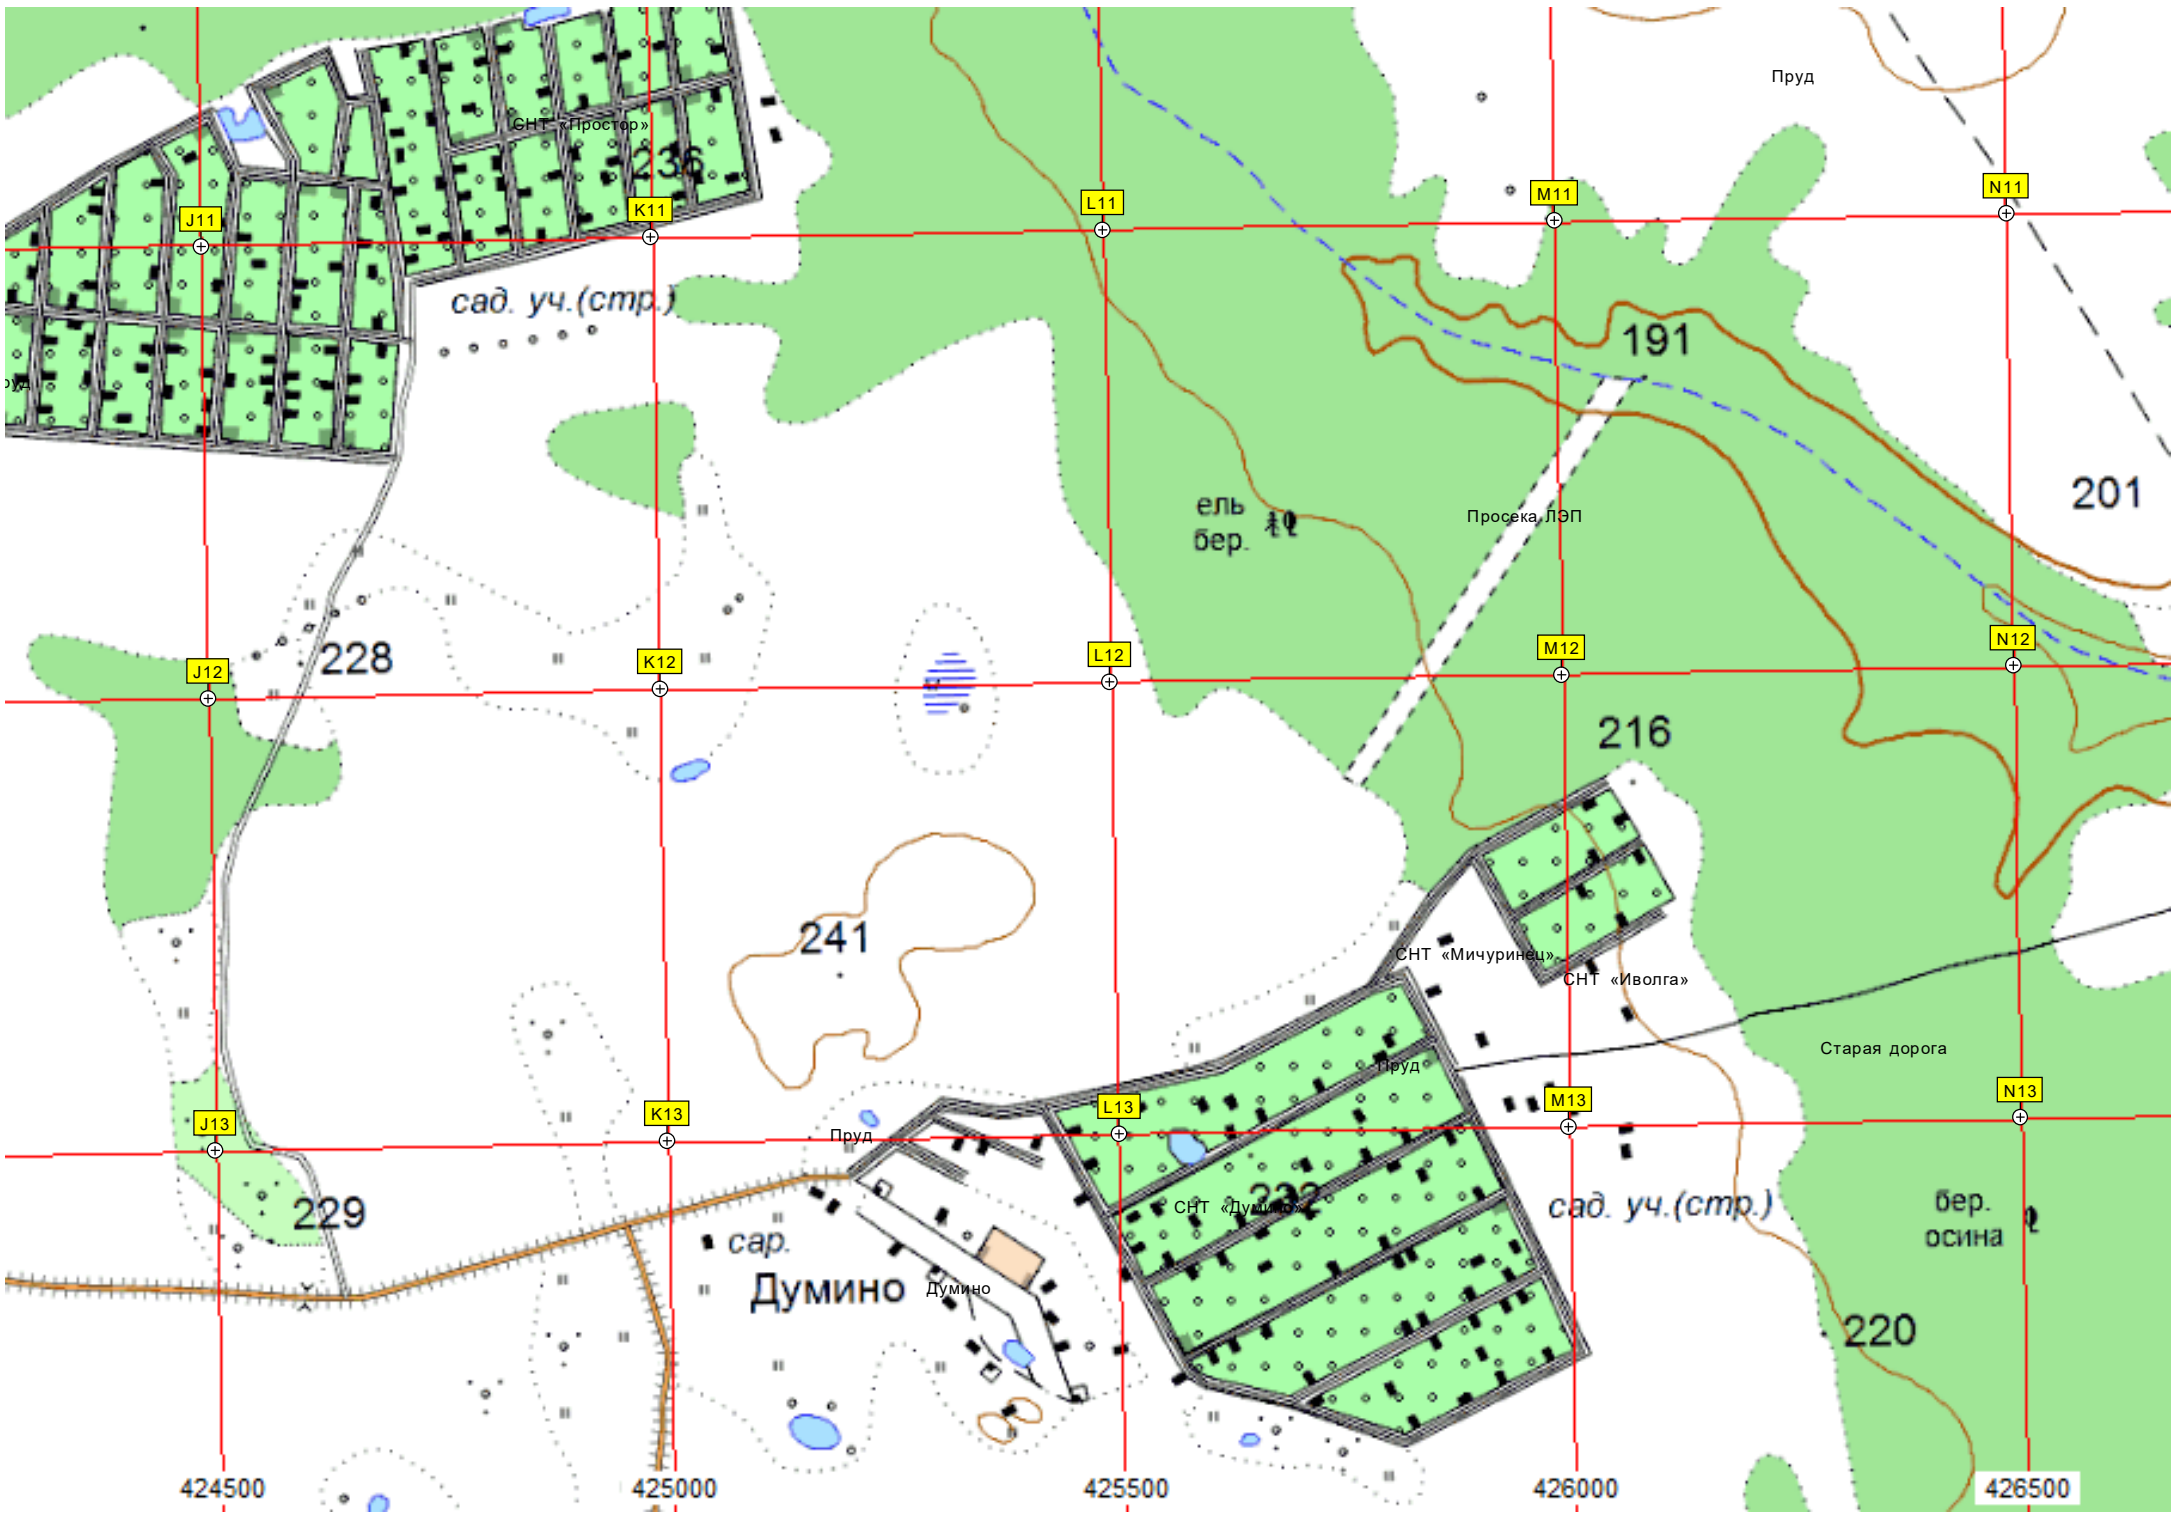 Пруд
СНТ «Простор»
236
J11
K11
L11
M11
N11
сад. уч.(стр.)
191
201
ель
бер.
Просека ЛЭП
228
J12
K12
L12
M12
N12
216
241
СНТ «Мичуринец»
СНТ «Иволга»
Старая дорога
Пруд
J13
K13
L13
M13
N13
Пруд
229
232
СНТ «Думино»
сад. уч.(стр.)
бер.
осина
сар.
Думино
Думино
220
424500
425000
425500
426000
426500